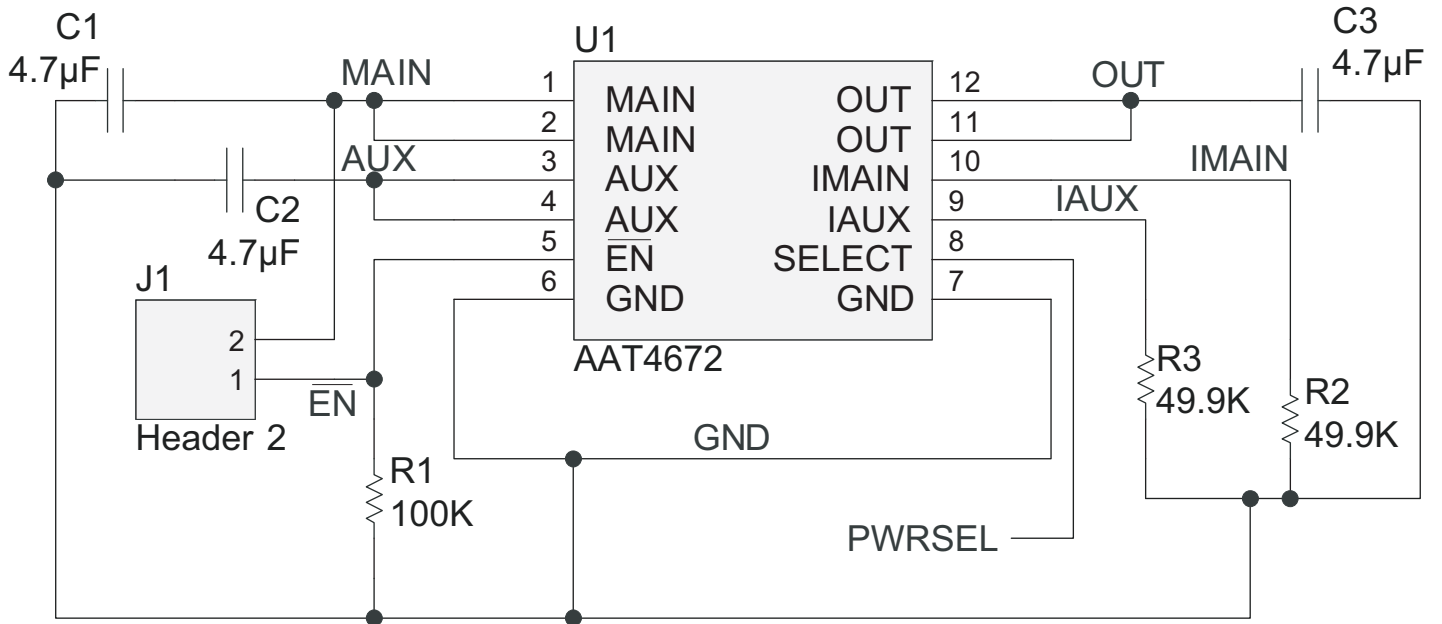 C1
4.7µF
MAIN
AUX
C2
4.7µF
J1
2
1
Header 2
EN
R1
100K
U1
1
2
3
4
5
6
MAIN
MAIN
AUX
AUX
EN
GND
OUT
OUT
IMAIN
IAUX
SELECT
GND
12
11
10
9
8
7
AAT4672
GND
PWRSEL
OUT
IMAIN
IAUX
C3
4.7µF
R3
49.9K
R2
49.9K